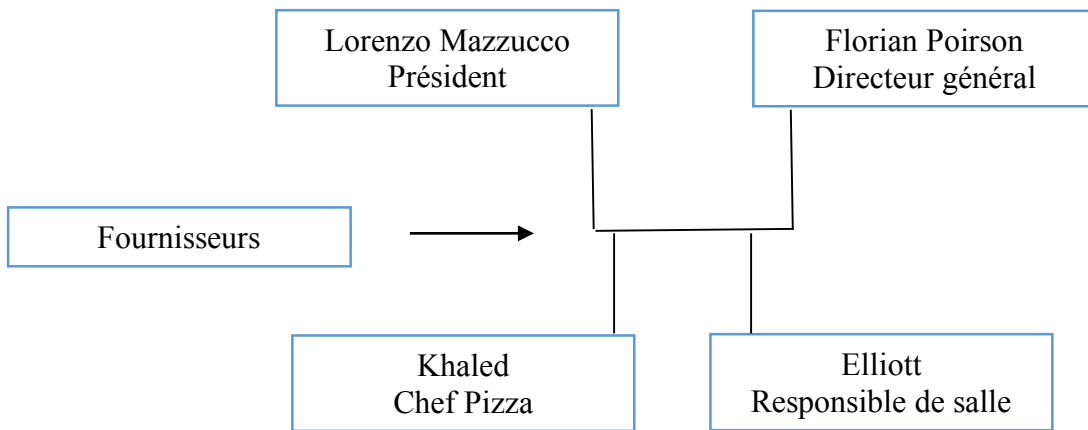 Lorenzo Mazzucco
Président
Florian Poirson
Directeur général
Fournisseurs
Khaled
Chef Pizza
Elliott
Responsible de salle